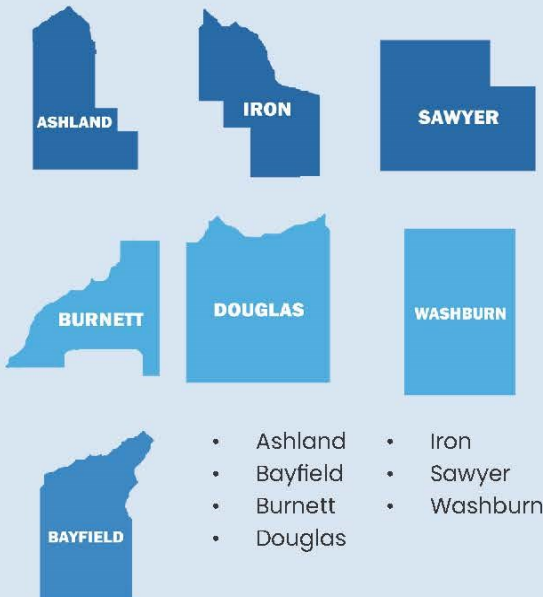 ASHLAND
IRON
SAWYER
BURNETT
DOUGLAS
WASHBURN
BAYFIELD
• Ashland
• Bayfield
• Burnett
• Douglas
• Iron
• Sawyer
• Washburn